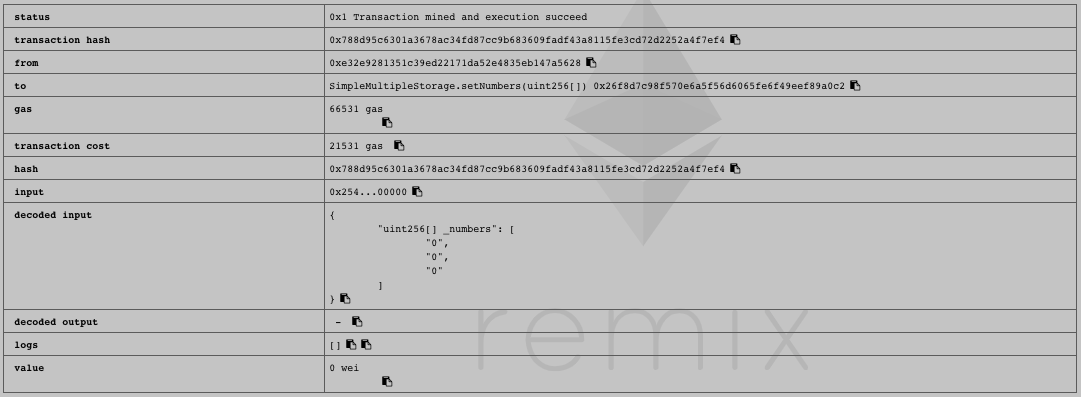 status 0x1 Transaction mined and execution succeed
transaction hash 0x788d95c6301a3678ac34fd87cc9b683609fadf43a8115fe3cd72d2252a4f7ef4
from 0xe32e9281351c39ed22171da52e4835eb147a5628
to SimpleMultipleStorage.setNumbers(uint256[]) 0x26f8d7c98f570e6a5f56d6065fe6f49eef89a0c2
gas 66531 gas
transaction cost 21531 gas
hash 0x788d95c6301a3678ac34fd87cc9b683609fadf43a8115fe3cd72d2252a4f7ef4
input 0x254...00000
decoded input {
"uint256[] _numbers": [
"0",
"0",
"0"
]
}
decoded output -
logs []
value 0 wei
remix